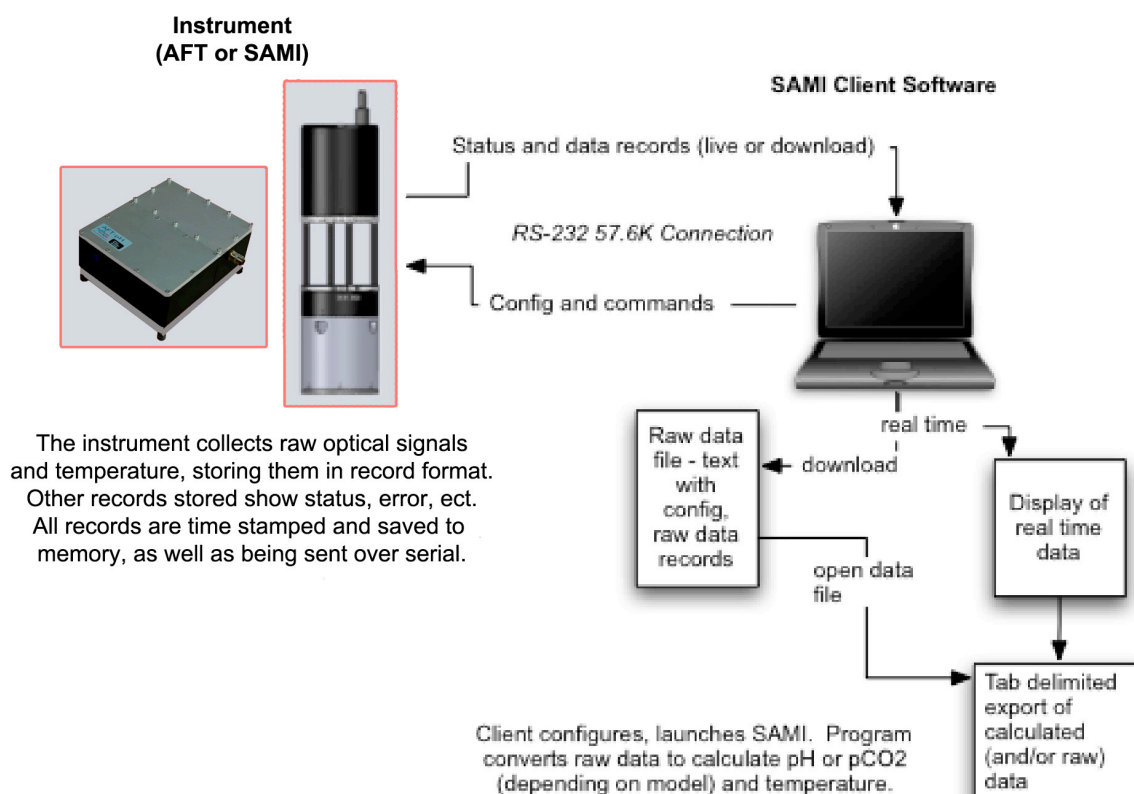 Instrument
(AFT or SAMI)
SAMI Client Software
Status and data records (live or download)
RS-232 57.6K Connection
Config and commands
The instrument collects raw optical signals
and temperature, storing them in record format.
Other records stored show status, error, ect.
All records are time stamped and saved to
memory, as well as being sent over serial.
real time
download
Raw data
file - text
with
config,
raw data
records
Display of
real time
data
open data
file
Tab delimited
export of
calculated
(and/or raw)
data
Client configures, launches SAMI. Program
converts raw data to calculate pH or pCO2
(depending on model) and temperature.